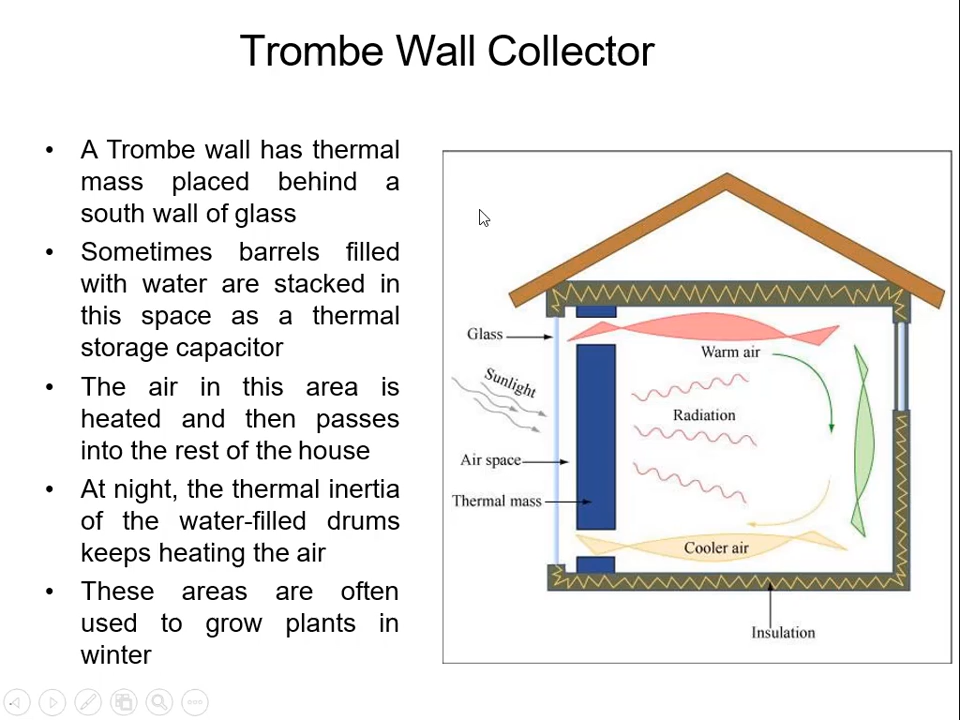 Trombe Wall Collector
• A Trombe wall has thermal
mass placed behind a
south wall of glass
• Sometimes barrels filled
with water are stacked in
this space as a thermal
storage capacitor
• The air in this area is
heated and then passes
into the rest of the house
• At night, the thermal inertia
of the water-filled drums
keeps heating the air
• These areas are often
used to grow plants in
winter
Glass
Warm air
Sunlight
Radiation
Air space
Thermal mass
Cooler air
Insulation